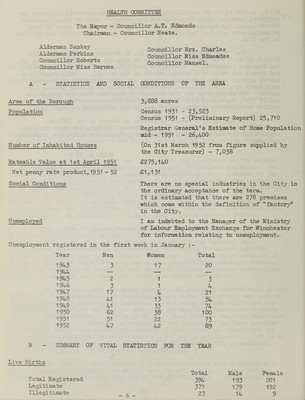 HEALTH COMMITTEE
The Mayor - Councillor A.T. Edmonds
Chairman - Councillor Neate.
Alderman Sankey
Alderman Perkins
Councillor Roberts
Councillor Miss Barnes
Councillor Mrs. Charles
Councillor Miss Edmeades
Councillor Mansel.
A - STATISTICS AND SOCIAL CONDITIONS OF THE AREA
Area of the Borough 3,888 acres
Population Census 1931 - 23,523
Census 1951 - (Preliminary Report) 25,710
Registrar General's Estimate of Home Population
mid - 1951 - 26,400
Number of Inhabited Houses (On 31st March 1952 from figure supplied by
the City Treasurer) - 7,038
Rateable Value at 1st April 1951 £275,140
Net penny rate product, 1951-52 £1,131
Social Conditions There are no special industries in the City in
the ordinary acceptance of the term.
It is estimated that there are 278 premises
which come within the definition of "factory"
in the City.
Unemployed I am indebted to the Manager of the Ministry
of Labour Employment Exchange for Winchester
for information relating to unemployment.
Unemployment registered in the first week in January :-
Year Men Women Total
1943 3 17 20
1944 -- -- --
1945 2 1 3
1946 3 1 4
1947 17 4 21
1948 41 13 54
1949 41 33 74
1950 62 38 100
1951 51 22 73
1952 47 42 89
B - SUMMARY OF VITAL STATISTICS FOR THE YEAR
Live Births
Total Male Female
Total Registered 394 193 201
Legitimate 371 179 192
Illegitimate 23 14 9
- 6 -